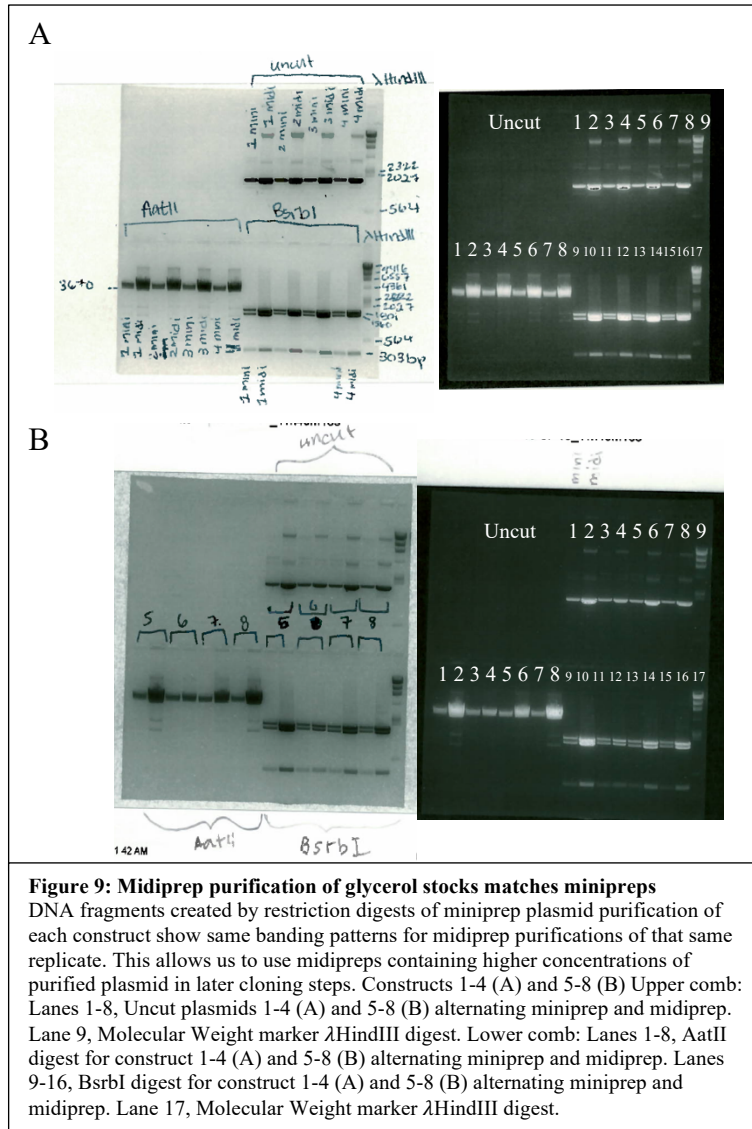 A
uncut
λHindIII
1 mini
1 midi
2 mini
2 midi
3 mini
3 midi
4 mini
4 midi
2322
2027
564
AatII
BsrbI
λHindIII
3670
6557
4361
2322
2027
564
303bp
1 mini
1 midi
2 midi
3 mini
3 midi
4 mini
midi
1 mini
1 midi
4 midi
Uncut 1 2 3 4 5 6 7 8 9
1 2 3 4 5 6 7 8 9 10 11 12 13 14 15 16 17
B
uncut
5 6 7 8
5 6 7. 8
AatII
BsrbI
1 42 AM
mini
midi
Uncut 1 2 3 4 5 6 7 8 9
1 2 3 4 5 6 7 8 9 10 11 12 13 14 15 16 17
Figure 9: Midiprep purification of glycerol stocks matches minipreps
DNA fragments created by restriction digests of miniprep plasmid purification of
each construct show same banding patterns for midiprep purifications of that same
replicate. This allows us to use midipreps containing higher concentrations of
purified plasmid in later cloning steps. Constructs 1-4 (A) and 5-8 (B) Upper comb:
Lanes 1-8, Uncut plasmids 1-4 (A) and 5-8 (B) alternating miniprep and midiprep.
Lane 9, Molecular Weight marker λHindIII digest. Lower comb: Lanes 1-8, AatII
digest for construct 1-4 (A) and 5-8 (B) alternating miniprep and midiprep. Lanes
9-16, BsrbI digest for construct 1-4 (A) and 5-8 (B) alternating miniprep and
midiprep. Lane 17, Molecular Weight marker λHindIII digest.